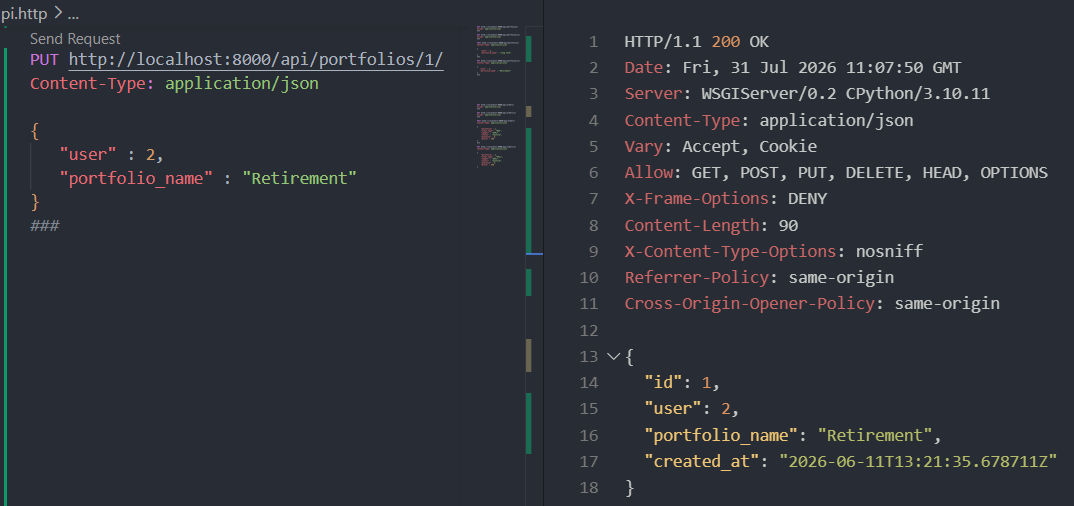 pi.http > ...
Send Request
PUT http://localhost:8000/api/portfolios/1/
Content-Type: application/json
{
"user" : 2,
"portfolio_name" : "Retirement"
}
###
1 HTTP/1.1 200 OK
2 Date: Fri, 31 Jul 2026 11:07:50 GMT
3 Server: WSGIServer/0.2 CPython/3.10.11
4 Content-Type: application/json
5 Vary: Accept, Cookie
6 Allow: GET, POST, PUT, DELETE, HEAD, OPTIONS
7 X-Frame-Options: DENY
8 Content-Length: 90
9 X-Content-Type-Options: nosniff
10 Referrer-Policy: same-origin
11 Cross-Origin-Opener-Policy: same-origin
12
13 {
14 "id": 1,
15 "user": 2,
16 "portfolio_name": "Retirement",
17 "created_at": "2026-06-11T13:21:35.678711Z"
18 }